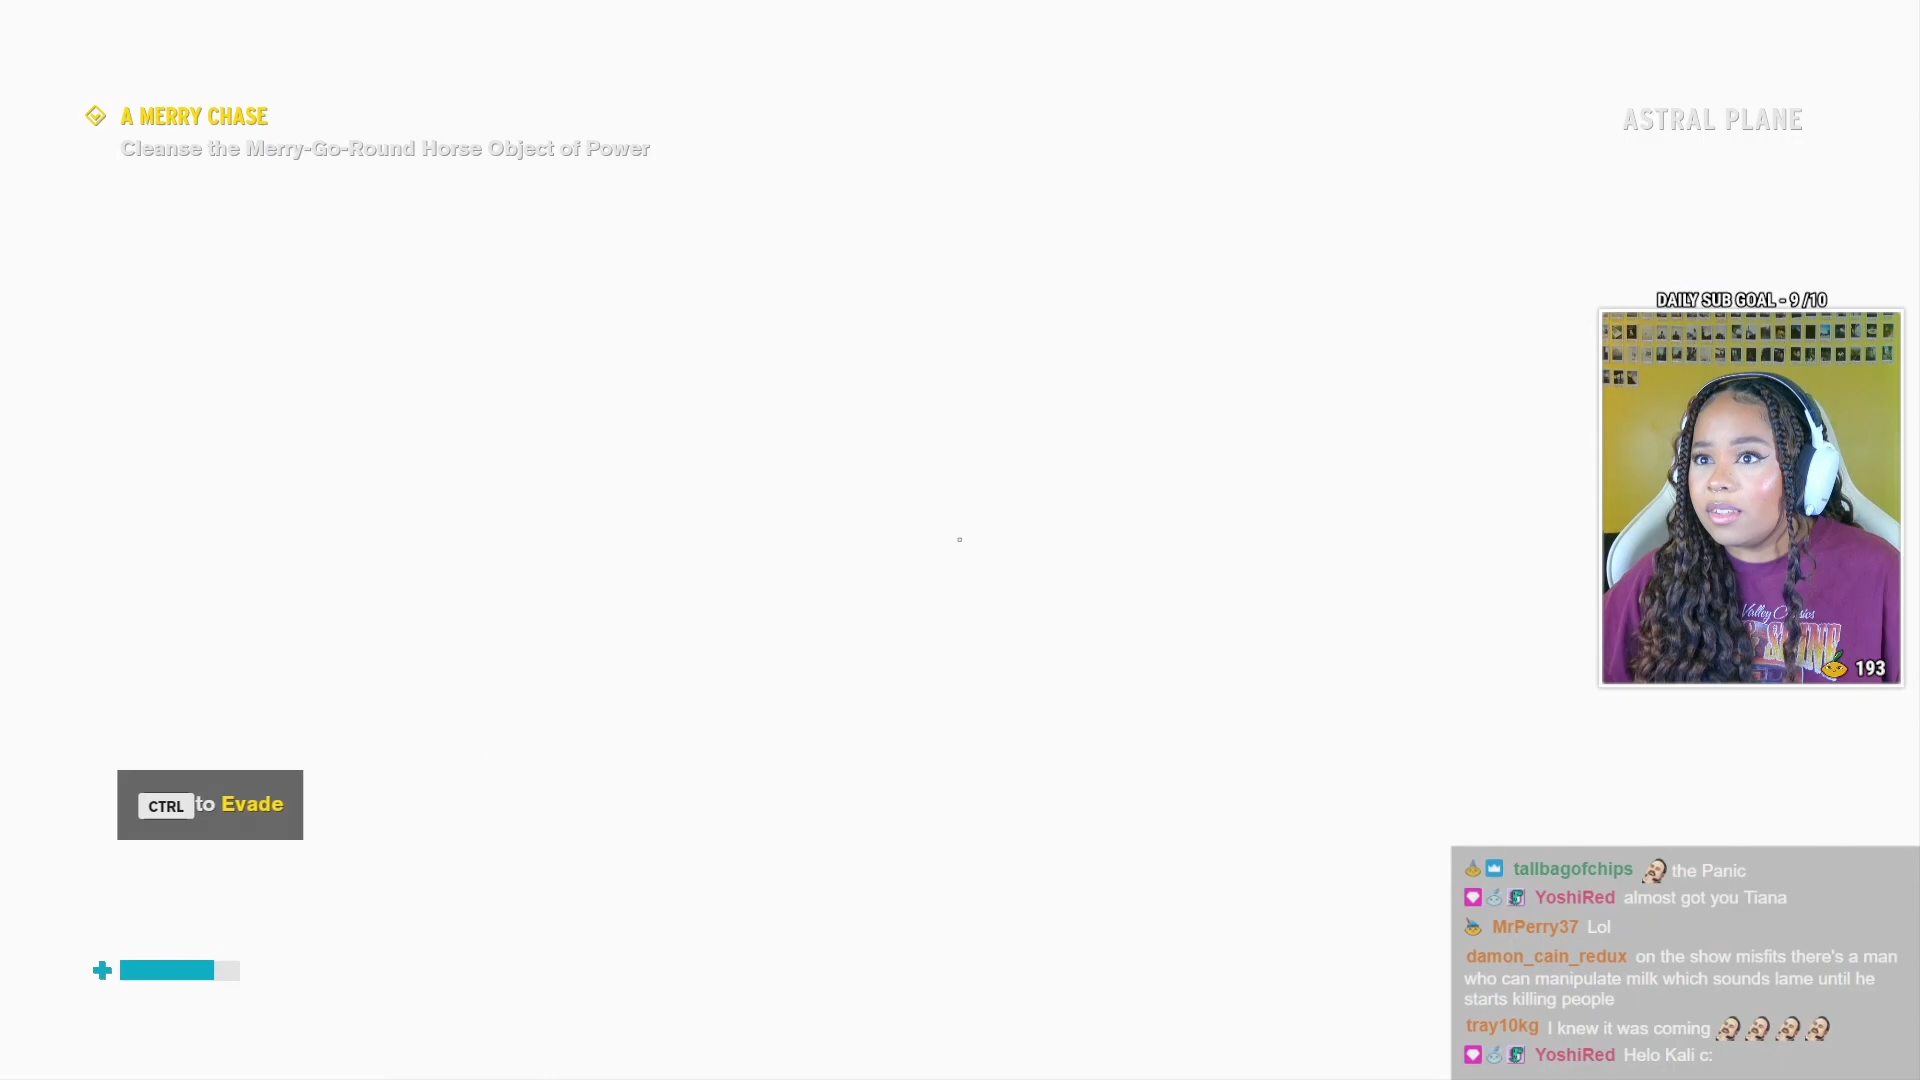 A MERRY CHASE
Cleanse the Merry-Go-Round Horse Object of Power
ASTRAL PLANE
DAILY SUB GOAL - 9 /10
Valley
193
CTRL to Evade
tallbagofchips the Panic
YoshiRed almost got you Tiana
MrPerry37 Lol
damon_cain_redux on the show misfits there's a man
who can manipulate milk which sounds lame until he
starts killing people
tray10kg I knew it was coming
YoshiRed Helo Kali c: